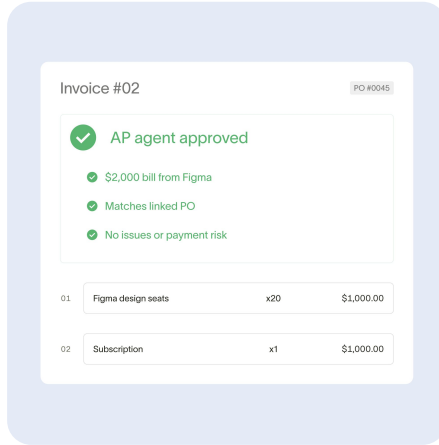 Invoice #02
PO #0045
AP agent approved
$2,000 bill from Figma
Matches linked PO
No issues or payment risk
01 Figma design seats x20 $1,000.00
02 Subscription x1 $1,000.00